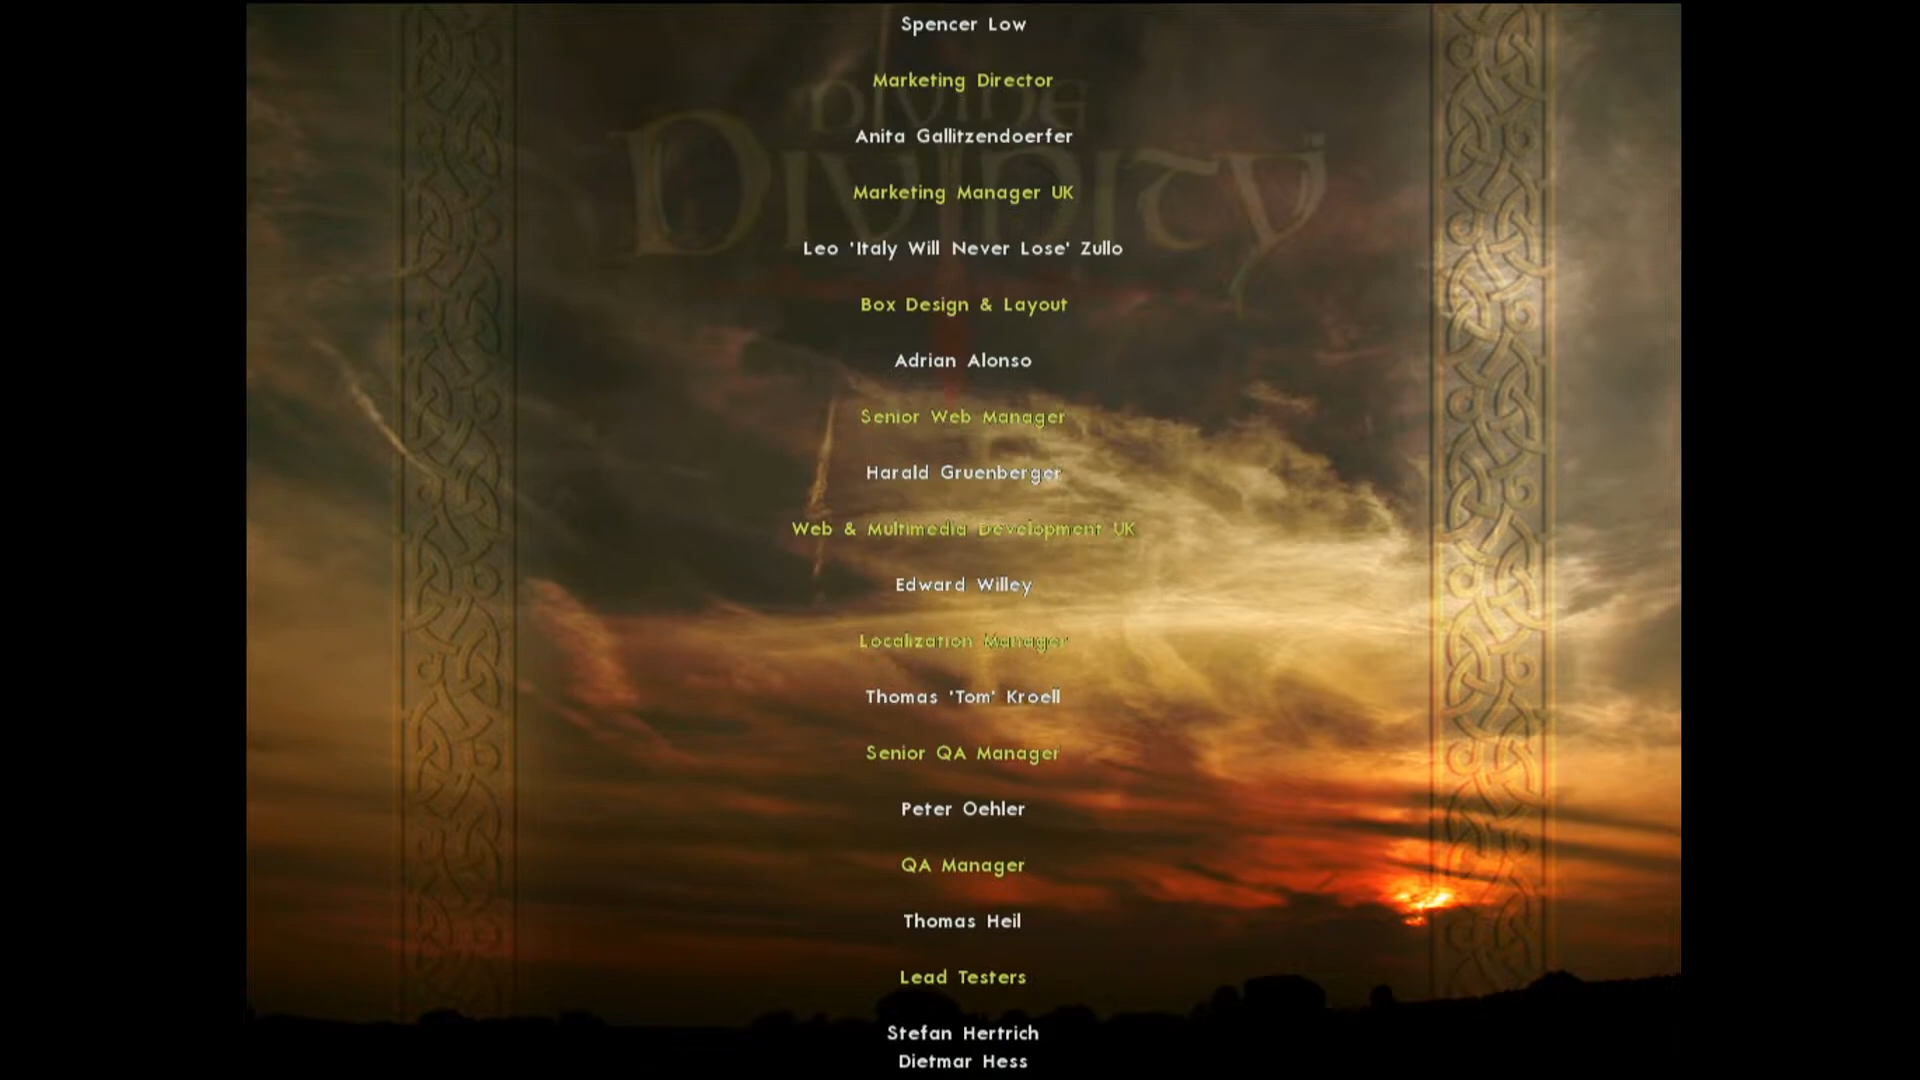 Spencer Low
Marketing Director
DIVINE
DIVINITY
Anita Gallitzendoerfer
Marketing Manager UK
Leo 'Italy Will Never Lose' Zullo
Box Design & Layout
Adrian Alonso
Senior Web Manager
Harald Gruenberger
Web & Multimedia Development UK
Edward Willey
Localization Manager
Thomas 'Tom' Kroell
Senior QA Manager
Peter Oehler
QA Manager
Thomas Heil
Lead Testers
Stefan Hertrich
Dietmar Hess